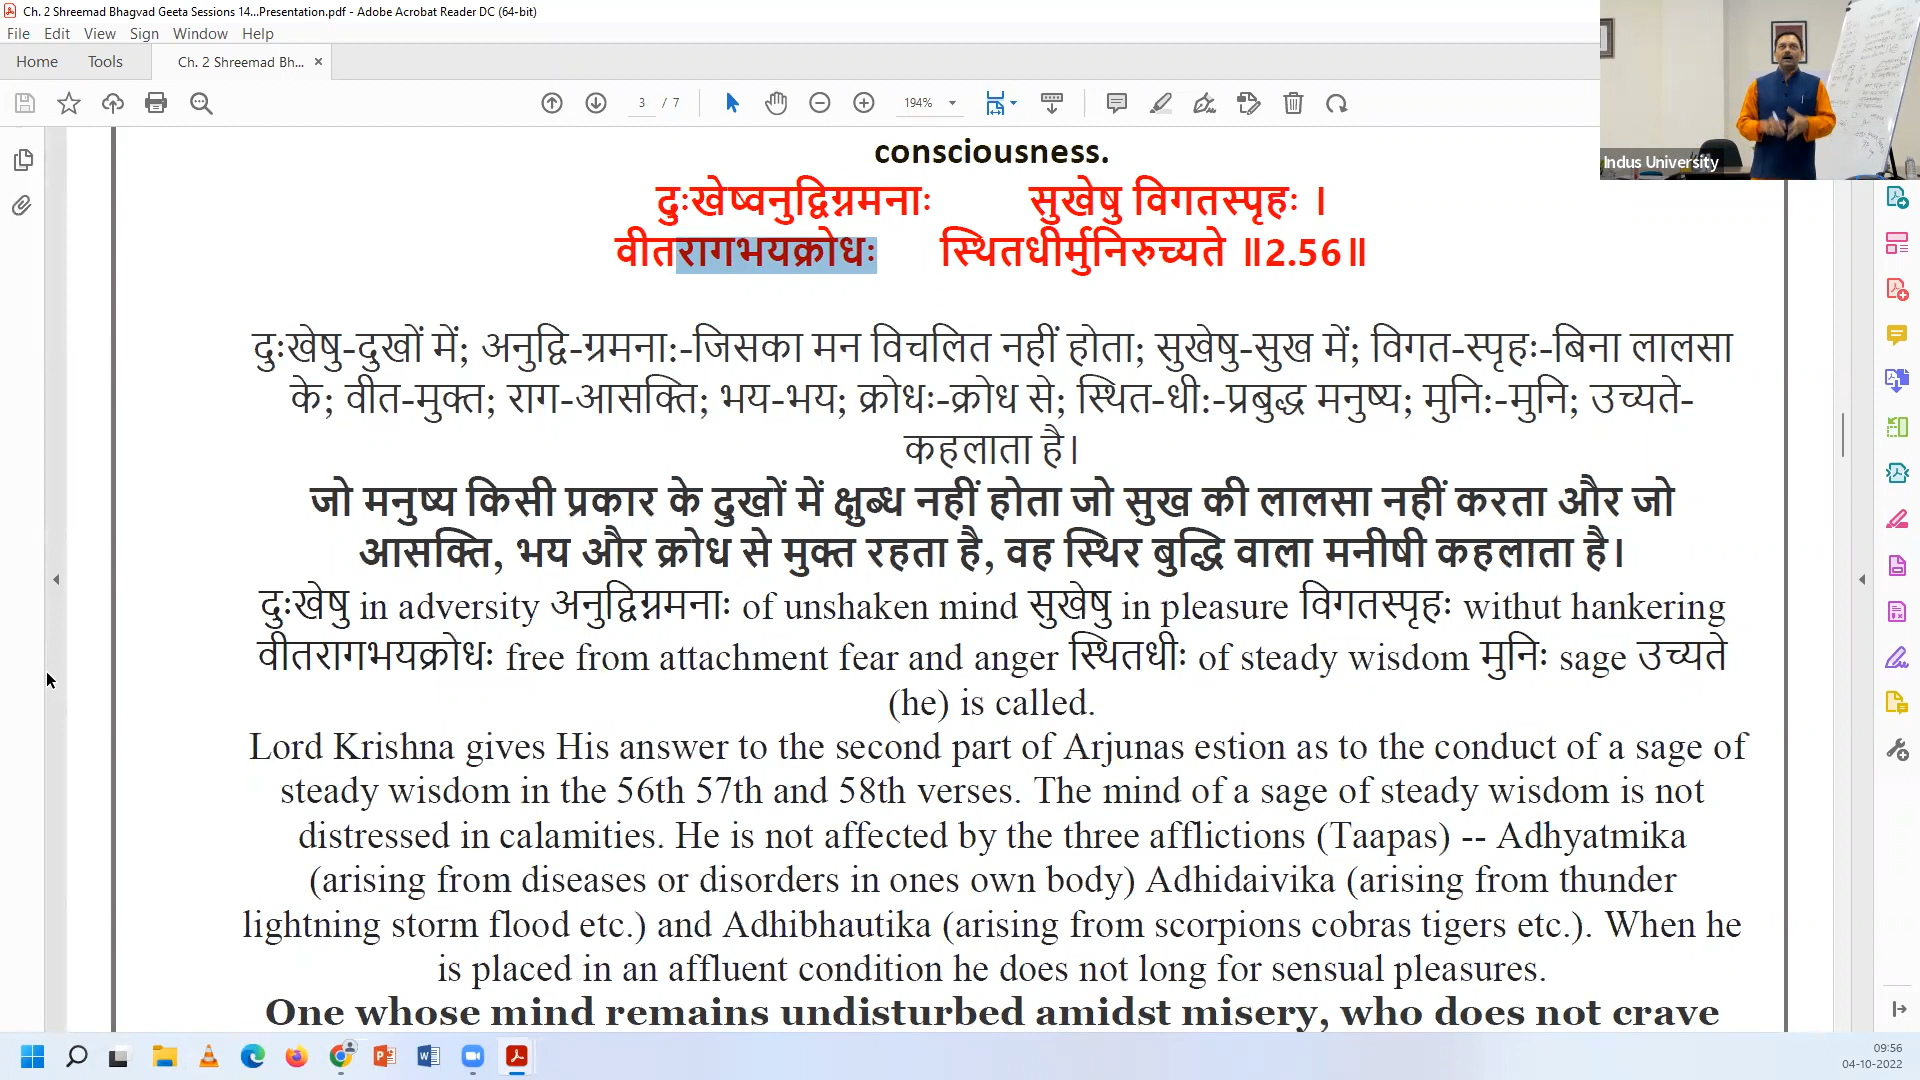 Ch. 2 Shreemad Bhagvad Geeta Sessions 14...Presentation.pdf - Adobe Acrobat Reader DC (64-bit)
File Edit View Sign Window Help
Home Tools Ch. 2 Shreemad Bh... ×
3 / 7 194%
Indus University
consciousness.
दुःखेष्वनुद्विग्नमनाः सुखेषु विगतस्पृहः ।
वीतरागभयक्रोधः स्थितधीर्मुनिरुच्यते ॥2.56॥
दुःखेषु-दुखों में; अनुद्वि-ग्रमना:-जिसका मन विचलित नहीं होता; सुखेषु-सुख में; विगत-स्पृहः-बिना लालसा
के; वीत-मुक्त; राग-आसक्ति; भय-भय; क्रोधः-क्रोध से; स्थित-धी:-प्रबुद्ध मनुष्य; मुनि:-मुनि; उच्यते-
कहलाता है।
जो मनुष्य किसी प्रकार के दुखों में क्षुब्ध नहीं होता जो सुख की लालसा नहीं करता और जो
आसक्ति, भय और क्रोध से मुक्त रहता है, वह स्थिर बुद्धि वाला मनीषी कहलाता है।
दुःखेषु in adversity अनुद्विग्नमनाः of unshaken mind सुखेषु in pleasure विगतस्पृहः withut hankering
वीतरागभयक्रोधः free from attachment fear and anger स्थितधीः of steady wisdom मुनिः sage उच्यते
(he) is called.
Lord Krishna gives His answer to the second part of Arjunas estion as to the conduct of a sage of
steady wisdom in the 56th 57th and 58th verses. The mind of a sage of steady wisdom is not
distressed in calamities. He is not affected by the three afflictions (Taapas) -- Adhyatmika
(arising from diseases or disorders in ones own body) Adhidaivika (arising from thunder
lightning storm flood etc.) and Adhibhautika (arising from scorpions cobras tigers etc.). When he
is placed in an affluent condition he does not long for sensual pleasures.
One whose mind remains undisturbed amidst misery, who does not crave
09:56
04-10-2022